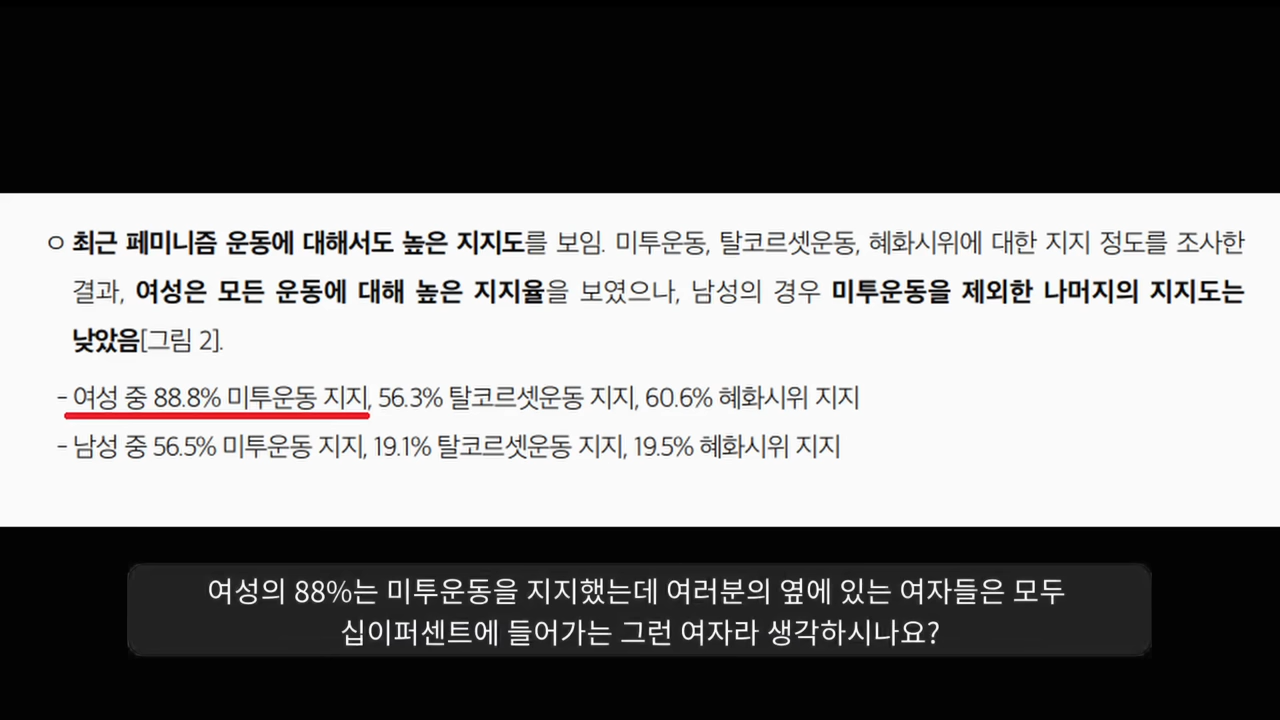 ㅇ 최근 페미니즘 운동에 대해서도 높은 지지도를 보임. 미투운동, 탈코르셋운동, 혜화시위에 대한 지지 정도를 조사한
결과, 여성은 모든 운동에 대해 높은 지지율을 보였으나, 남성의 경우 미투운동을 제외한 나머지의 지지도는
낮았음[그림 2].
- 여성 중 88.8% 미투운동 지지, 56.3% 탈코르셋운동 지지, 60.6% 혜화시위 지지
- 남성 중 56.5% 미투운동 지지, 19.1% 탈코르셋운동 지지, 19.5% 혜화시위 지지
여성의 88%는 미투운동을 지지했는데 여러분의 옆에 있는 여자들은 모두
십이퍼센트에 들어가는 그런 여자라 생각하시나요?